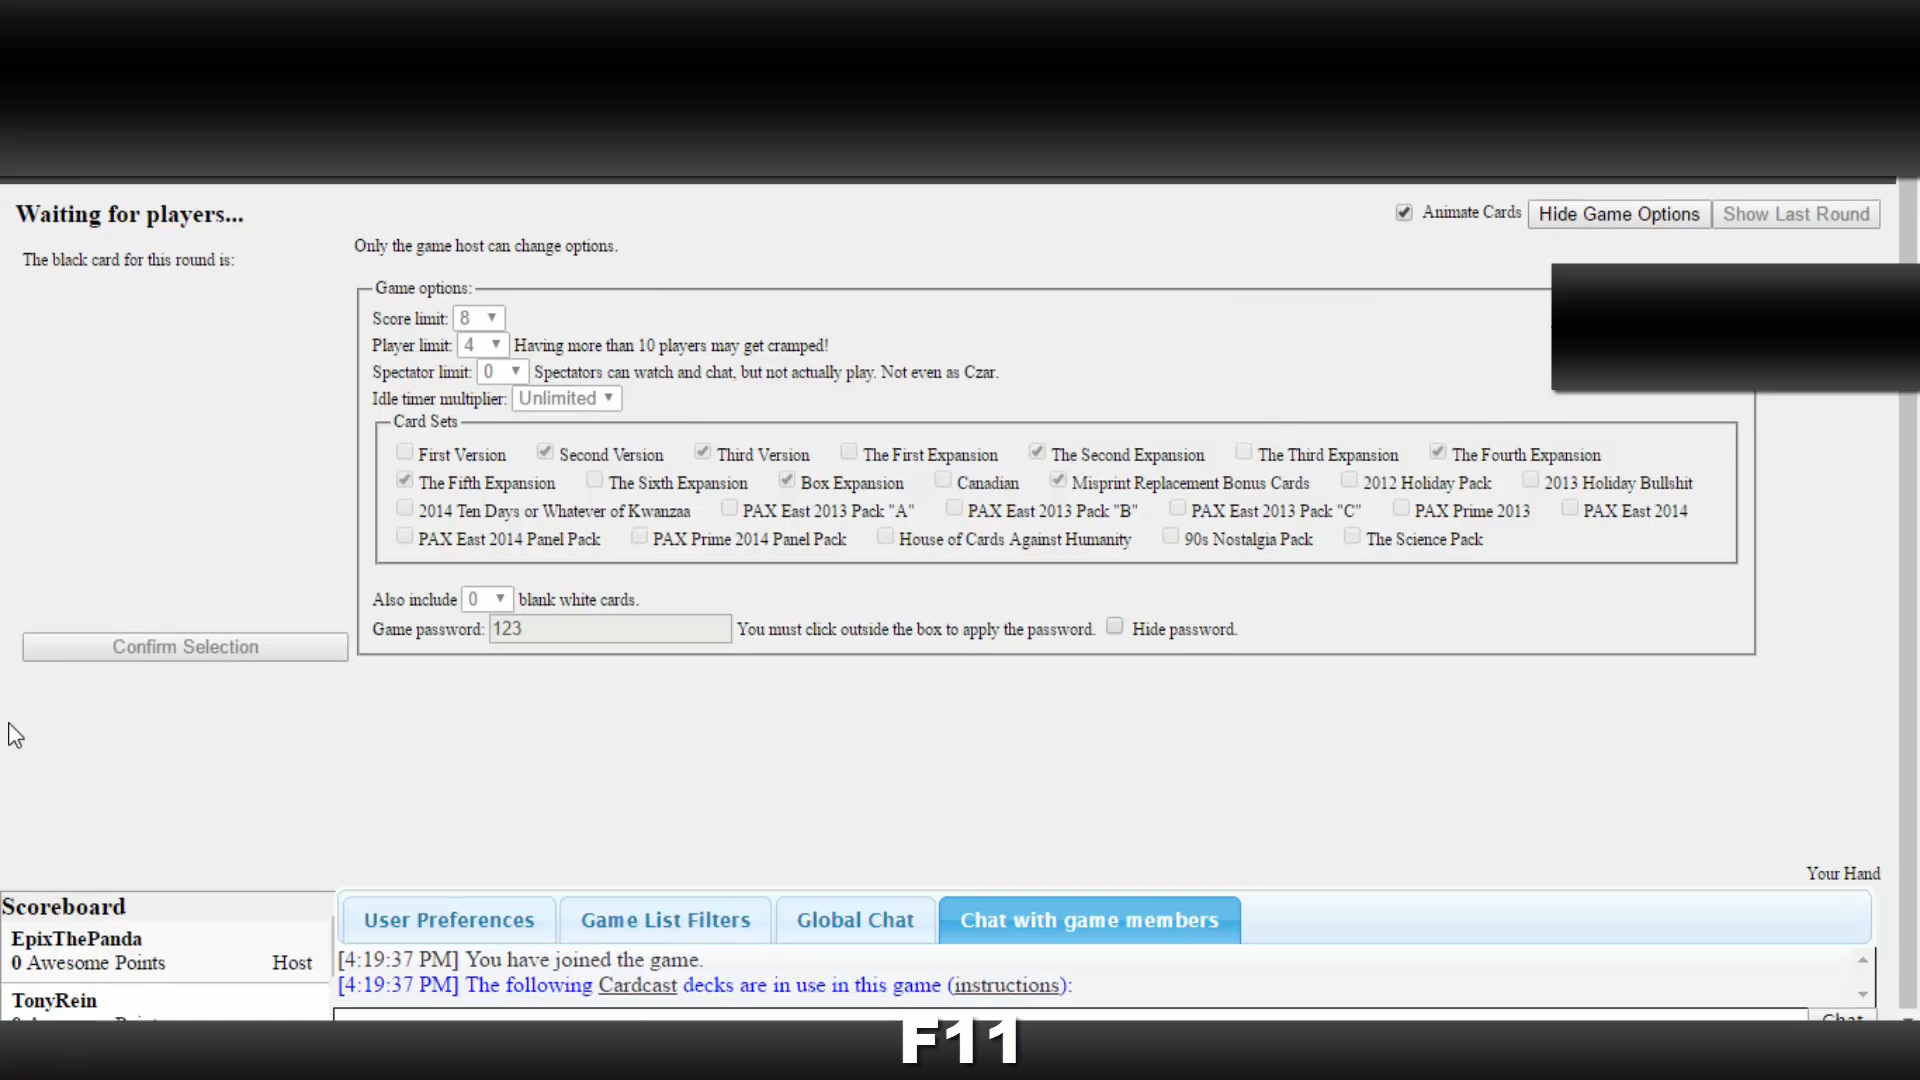 Waiting for players...
Animate Cards Hide Game Options Show Last Round
The black card for this round is:
Only the game host can change options.
Game options:
Score limit: 8
Player limit: 4 Having more than 10 players may get cramped!
Spectator limit: 0 Spectators can watch and chat, but not actually play. Not even as Czar.
Idle timer multiplier: Unlimited
Card Sets
First Version Second Version Third Version The First Expansion The Second Expansion The Third Expansion The Fourth Expansion
The Fifth Expansion The Sixth Expansion Box Expansion Canadian Misprint Replacement Bonus Cards 2012 Holiday Pack 2013 Holiday Bullshit
2014 Ten Days or Whatever of Kwanzaa PAX East 2013 Pack "A" PAX East 2013 Pack "B" PAX East 2013 Pack "C" PAX Prime 2013 PAX East 2014
PAX East 2014 Panel Pack PAX Prime 2014 Panel Pack House of Cards Against Humanity 90s Nostalgia Pack The Science Pack
Also include 0 blank white cards.
Game password: 123 You must click outside the box to apply the password. Hide password.
Confirm Selection
Your Hand
Scoreboard
EpixThePanda
0 Awesome Points Host
TonyRein
User Preferences Game List Filters Global Chat Chat with game members
[4:19:37 PM] You have joined the game.
[4:19:37 PM] The following Cardcast decks are in use in this game (instructions):
Chat
F11